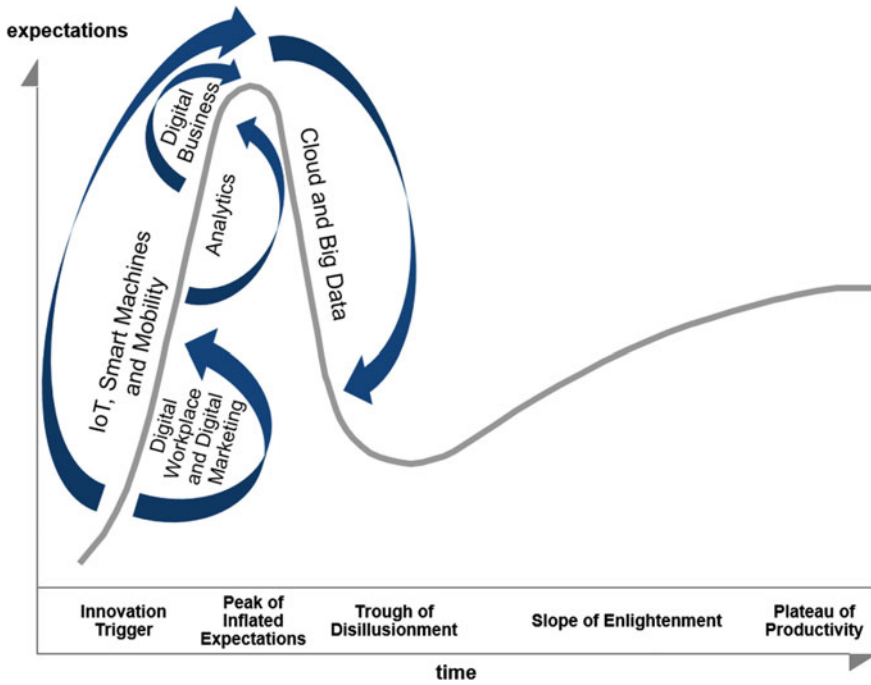 expectations
Digital
Business
Analytics
Cloud and Big Data
IoT, Smart Machines
and Mobility
Digital
Workplace
and Digital
Marketing
Innovation
Trigger
Peak of
Inflated
Expectations
Trough of
Disillusionment
Slope of Enlightenment
Plateau of
Productivity
time